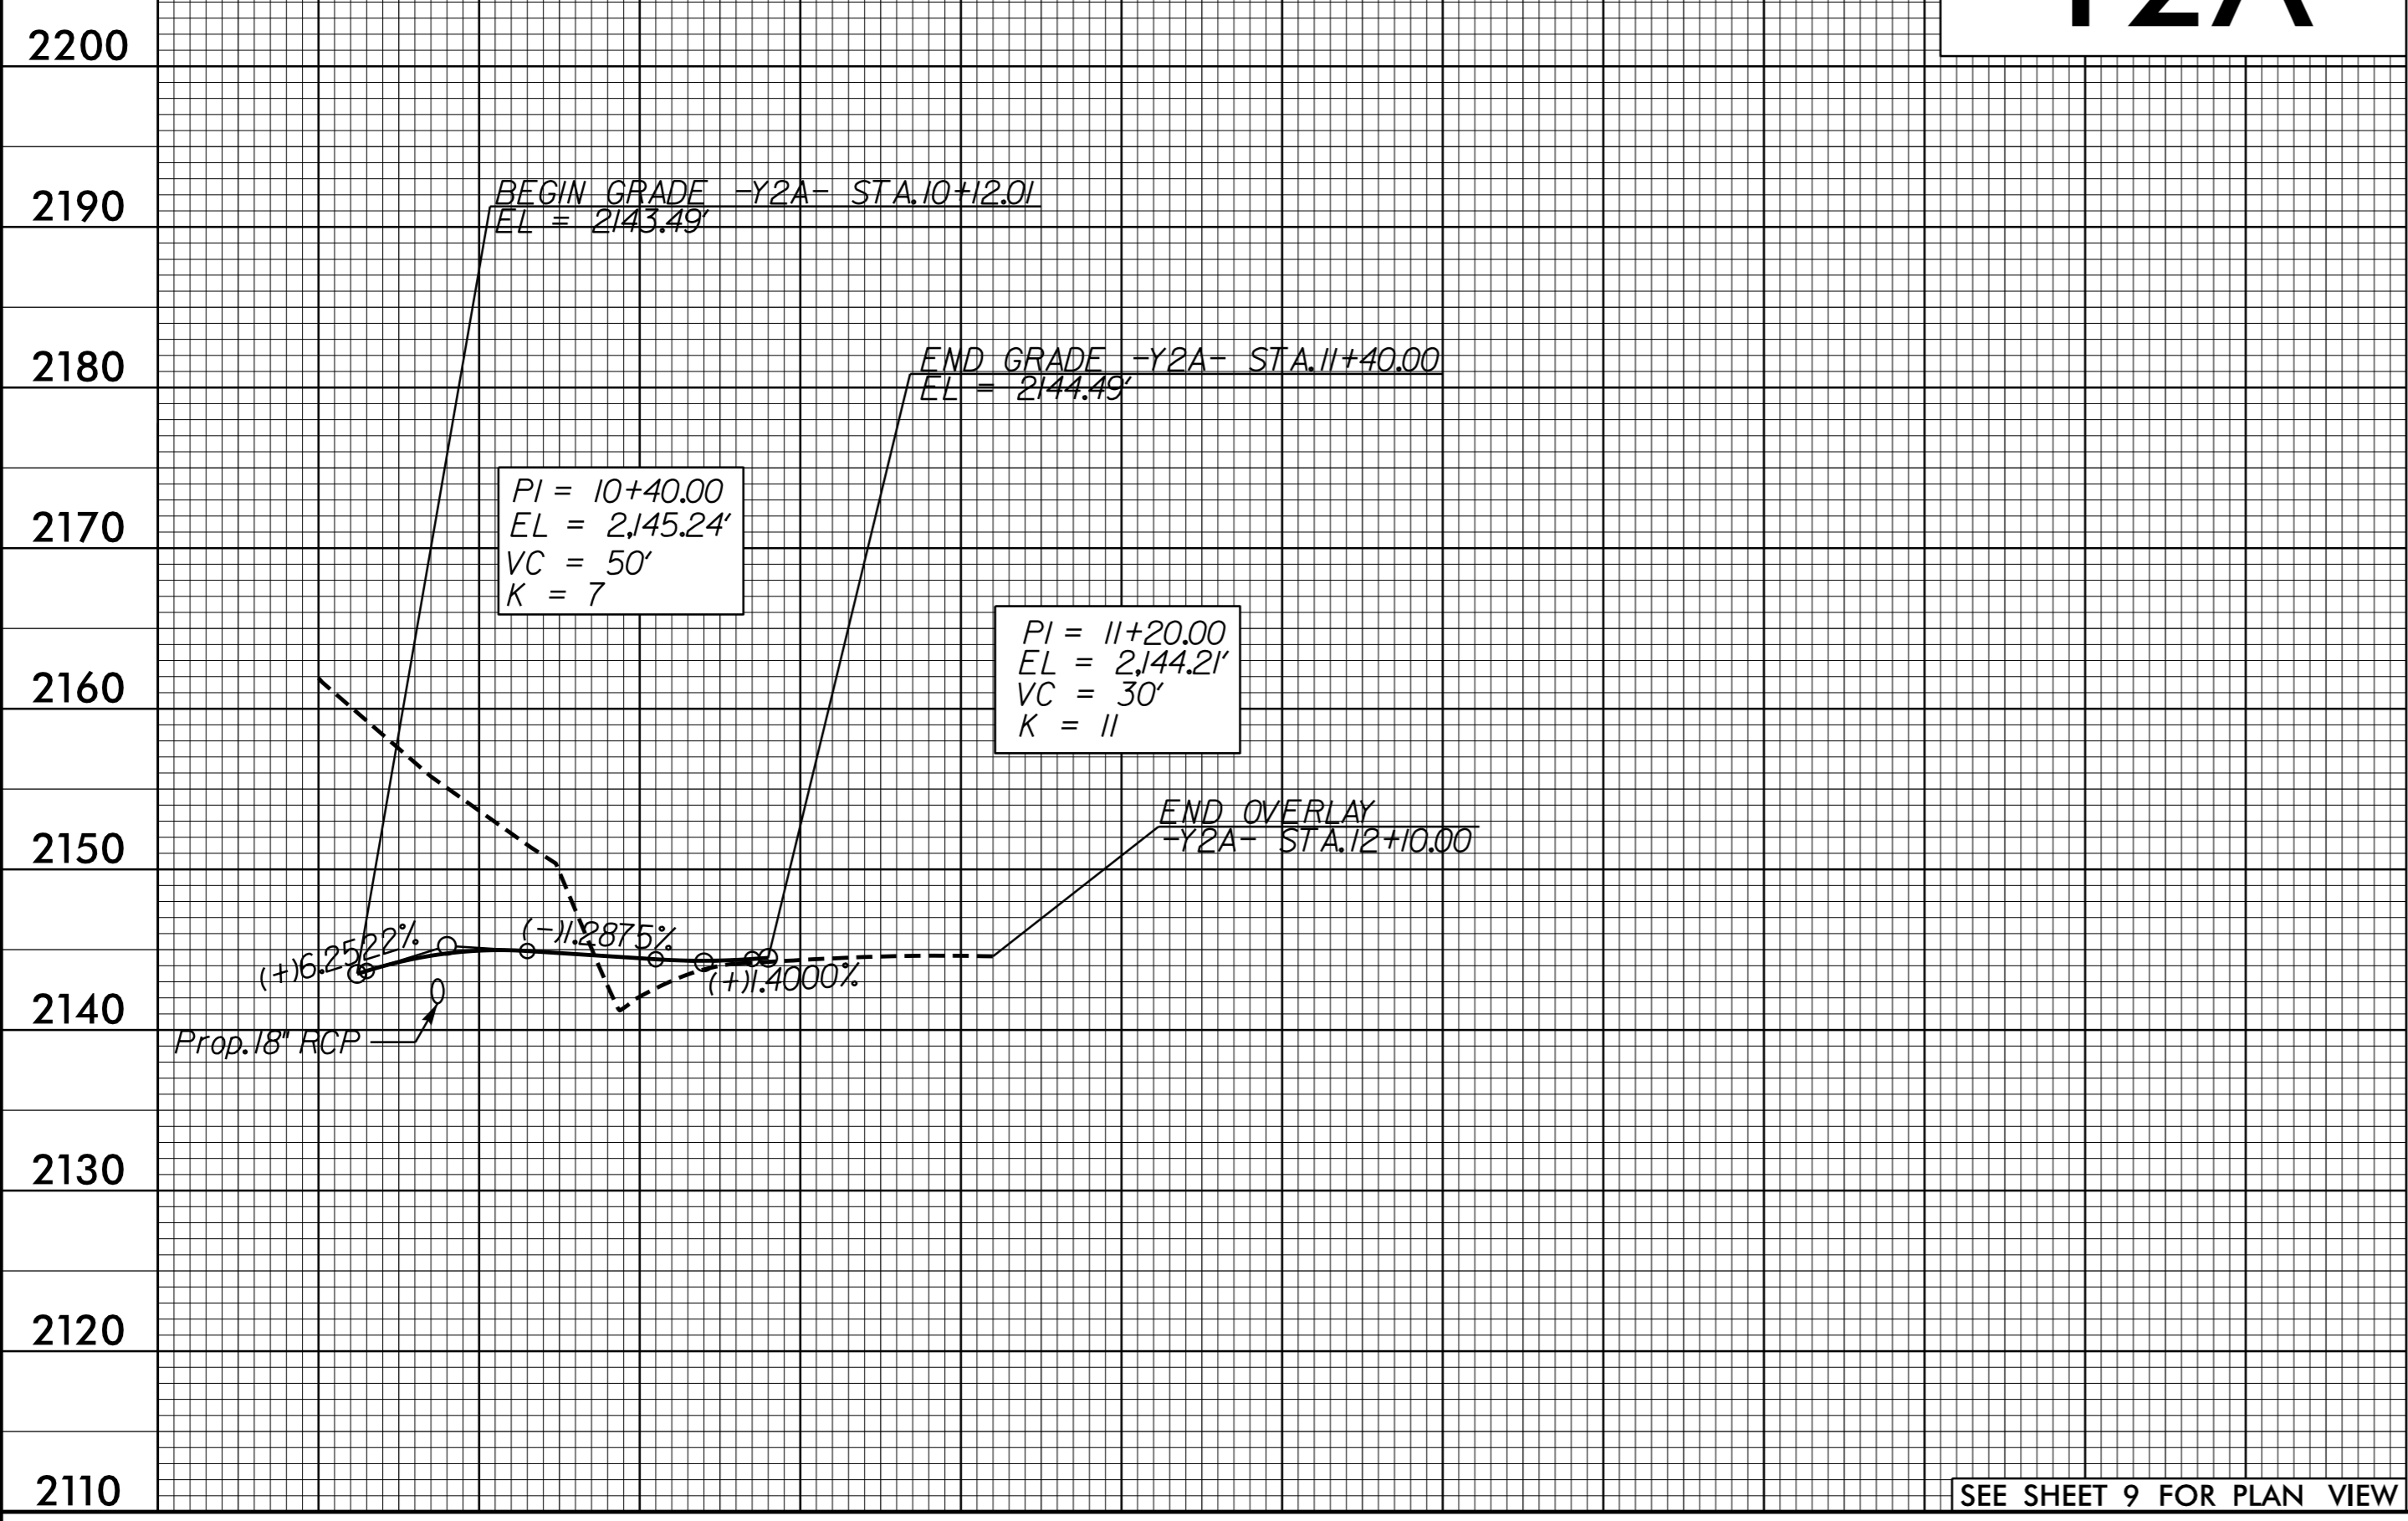 Y2A
2200
2190
2180
2170
2160
2150
2140
2130
2120
2110
BEGIN GRADE -Y2A- STA.10+12.01
EL = 2143.49'
END GRADE -Y2A- STA.11+40.00
EL = 2144.49'
PI = 10+40.00
EL = 2,145.24'
VC = 50'
K = 7
PI = 11+20.00
EL = 2,144.21'
VC = 30'
K = 11
END OVERLAY
-Y2A- STA.12+10.00
(+)6.2522%
(-)1.2875%
(+)1.4000%
Prop.18" RCP
SEE SHEET 9 FOR PLAN VIEW